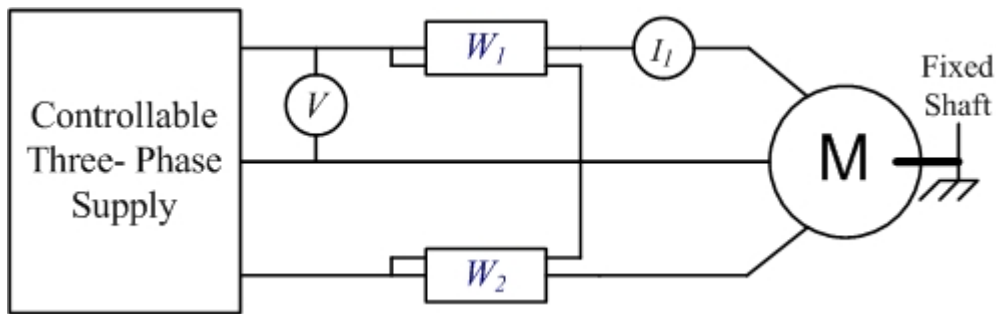 Controllable
Three- Phase
Supply
V
W1
I1
W2
M
Fixed
Shaft